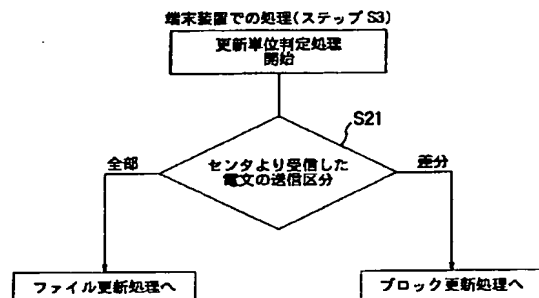 端末装置での処理(ステップS3)
更新単位判定処理
開始
S21
センタより受信した
電文の送信区分
全部
差分
ファイル更新処理へ
ブロック更新処理へ